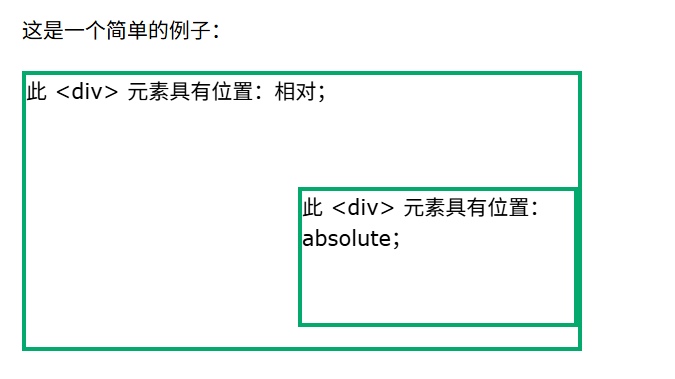 这是一个简单的例子：
此 <div> 元素具有位置：相对；
此 <div> 元素具有位置：
absolute；